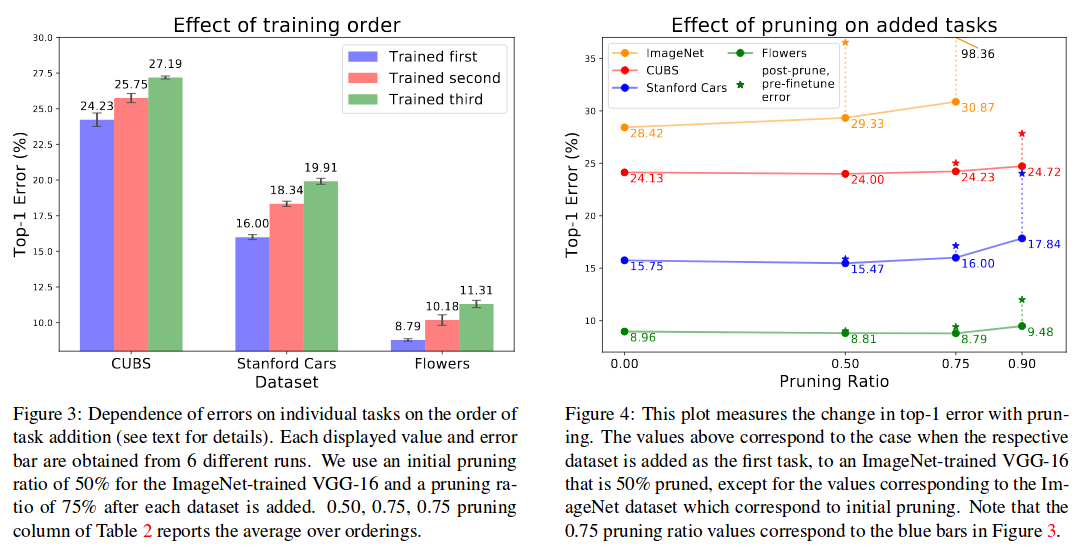 Effect of training order
30.0
27.5
25.0
22.5
20.0
17.5
15.0
12.5
10.0
Top-1 Error (%)
Trained first
Trained second
Trained third
24.23
25.75
27.19
16.00
18.34
19.91
8.79
10.18
11.31
CUBS
Stanford Cars
Flowers
Dataset
Figure 3: Dependence of errors on individual tasks on the order of
task addition (see text for details). Each displayed value and error
bar are obtained from 6 different runs. We use an initial pruning
ratio of 50% for the ImageNet-trained VGG-16 and a pruning ra-
tio of 75% after each dataset is added. 0.50, 0.75, 0.75 pruning
column of Table 2 reports the average over orderings.
Effect of pruning on added tasks
35
30
25
20
15
10
Top-1 Error (%)
ImageNet
CUBS
Stanford Cars
Flowers
post-prune,
pre-finetune
error
98.36
28.42
29.33
30.87
24.13
24.00
24.23
24.72
15.75
15.47
16.00
17.84
8.96
8.81
8.79
9.48
0.00
0.50
0.75
0.90
Pruning Ratio
Figure 4: This plot measures the change in top-1 error with prun-
ing. The values above correspond to the case when the respective
dataset is added as the first task, to an ImageNet-trained VGG-16
that is 50% pruned, except for the values corresponding to the Im-
ageNet dataset which correspond to initial pruning. Note that the
0.75 pruning ratio values correspond to the blue bars in Figure 3.